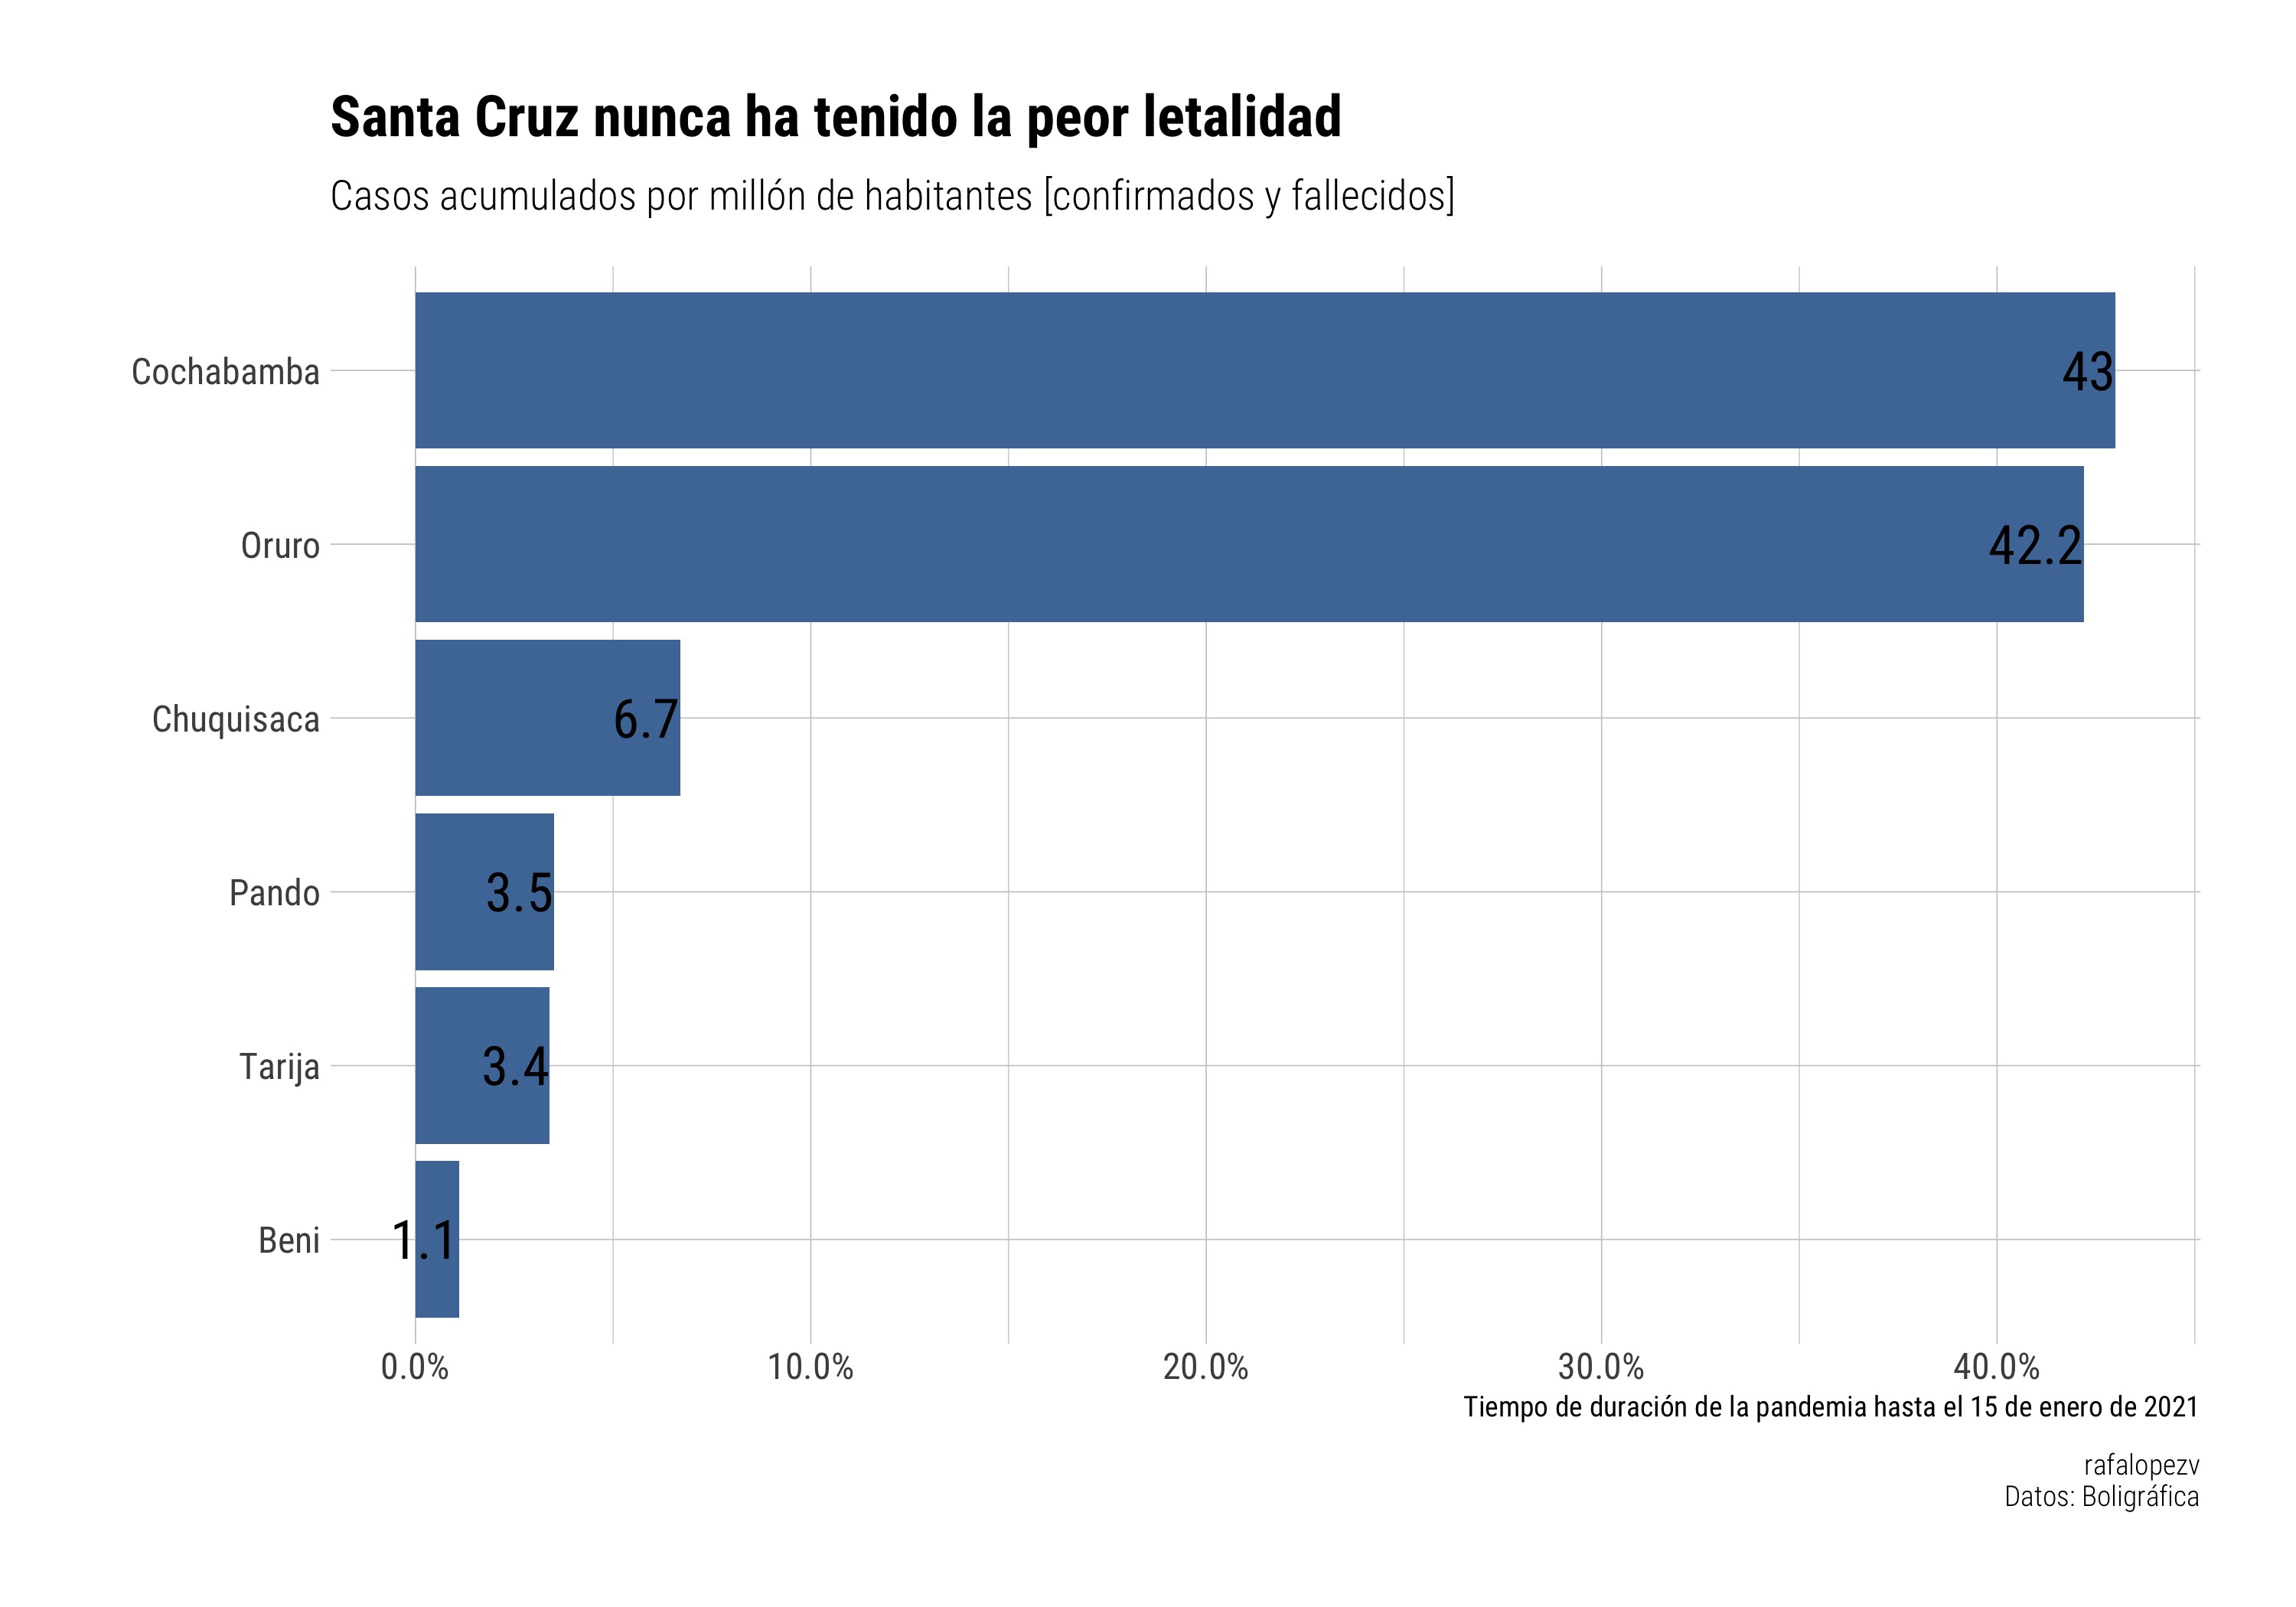 Santa Cruz nunca ha tenido la peor letalidad
Casos acumulados por millón de habitantes [confirmados y fallecidos]
Cochabamba
43
Oruro
42.2
Chuquisaca
6.7
Pando
3.5
Tarija
3.4
Beni
1.1
0.0% 10.0% 20.0% 30.0% 40.0%
Tiempo de duración de la pandemia hasta el 15 de enero de 2021
rafalopezv
Datos: Boligráfica